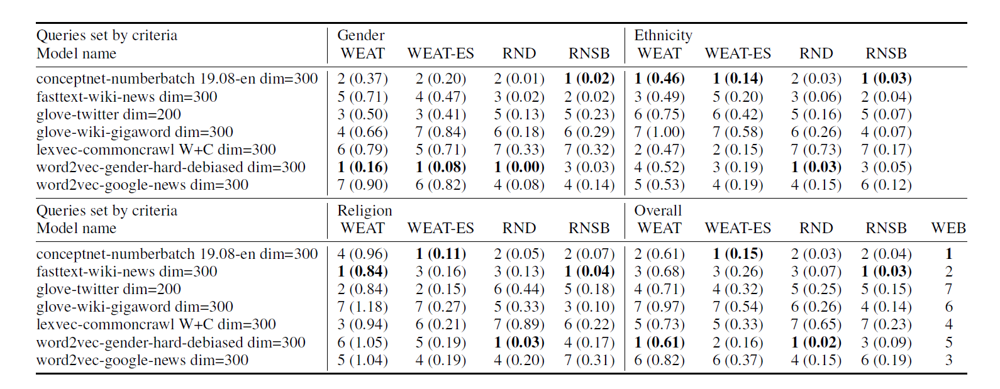 Queries set by criteria Gender Ethnicity
Model name WEAT WEAT-ES RND RNSB WEAT WEAT-ES RND RNSB
conceptnet-numberbatch 19.08-en dim=300 2 (0.37) 2 (0.20) 2 (0.01) 1 (0.02) 1 (0.46) 1 (0.14) 2 (0.03) 1 (0.03)
fasttext-wiki-news dim=300 5 (0.71) 4 (0.47) 3 (0.02) 2 (0.02) 3 (0.49) 5 (0.20) 3 (0.06) 2 (0.04)
glove-twitter dim=200 3 (0.50) 3 (0.41) 5 (0.13) 5 (0.23) 6 (0.75) 6 (0.42) 5 (0.16) 5 (0.07)
glove-wiki-gigaword dim=300 4 (0.66) 7 (0.84) 6 (0.18) 6 (0.29) 7 (1.00) 7 (0.58) 6 (0.26) 4 (0.07)
lexvec-commoncrawl W+C dim=300 6 (0.79) 5 (0.71) 7 (0.33) 7 (0.32) 2 (0.47) 2 (0.15) 7 (0.73) 7 (0.17)
word2vec-gender-hard-debiased dim=300 1 (0.16) 1 (0.08) 1 (0.00) 3 (0.03) 4 (0.52) 3 (0.19) 1 (0.03) 3 (0.05)
word2vec-google-news dim=300 7 (0.90) 6 (0.82) 4 (0.08) 4 (0.14) 5 (0.53) 4 (0.19) 4 (0.15) 6 (0.12)
Queries set by criteria Religion Overall
Model name WEAT WEAT-ES RND RNSB WEAT WEAT-ES RND RNSB WEB
conceptnet-numberbatch 19.08-en dim=300 4 (0.96) 1 (0.11) 2 (0.05) 2 (0.07) 2 (0.61) 1 (0.15) 2 (0.03) 2 (0.04) 1
fasttext-wiki-news dim=300 1 (0.84) 3 (0.16) 3 (0.13) 1 (0.04) 3 (0.68) 3 (0.26) 3 (0.07) 1 (0.03) 2
glove-twitter dim=200 2 (0.84) 2 (0.15) 6 (0.44) 5 (0.18) 4 (0.71) 4 (0.32) 5 (0.25) 5 (0.15) 7
glove-wiki-gigaword dim=300 7 (1.18) 7 (0.27) 5 (0.33) 3 (0.10) 7 (0.97) 7 (0.54) 6 (0.26) 4 (0.14) 6
lexvec-commoncrawl W+C dim=300 3 (0.94) 6 (0.21) 7 (0.89) 6 (0.22) 5 (0.73) 5 (0.33) 7 (0.65) 7 (0.23) 4
word2vec-gender-hard-debiased dim=300 6 (1.05) 5 (0.19) 1 (0.03) 4 (0.17) 1 (0.61) 2 (0.16) 1 (0.02) 3 (0.09) 5
word2vec-google-news dim=300 5 (1.04) 4 (0.19) 4 (0.20) 7 (0.31) 6 (0.82) 6 (0.37) 4 (0.15) 6 (0.19) 3